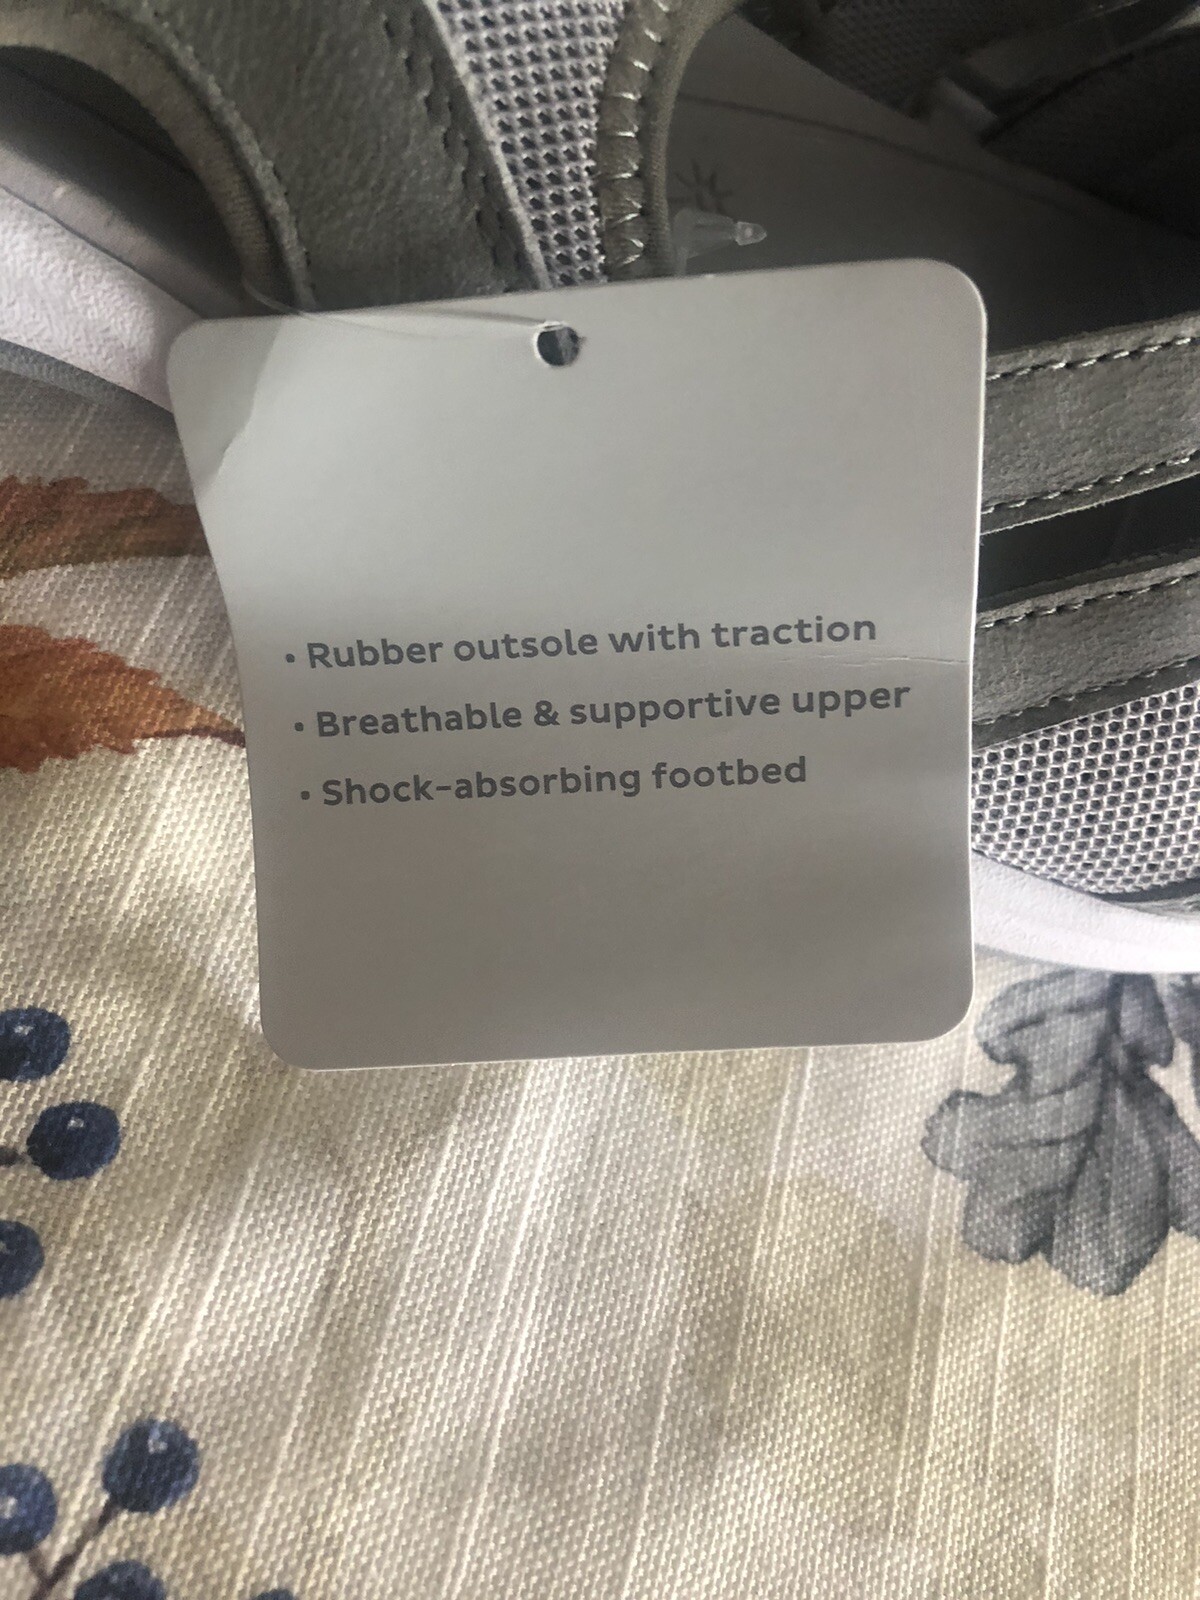 • Rubber outsole with traction
• Breathable & supportive upper
• Shock-absorbing footbed